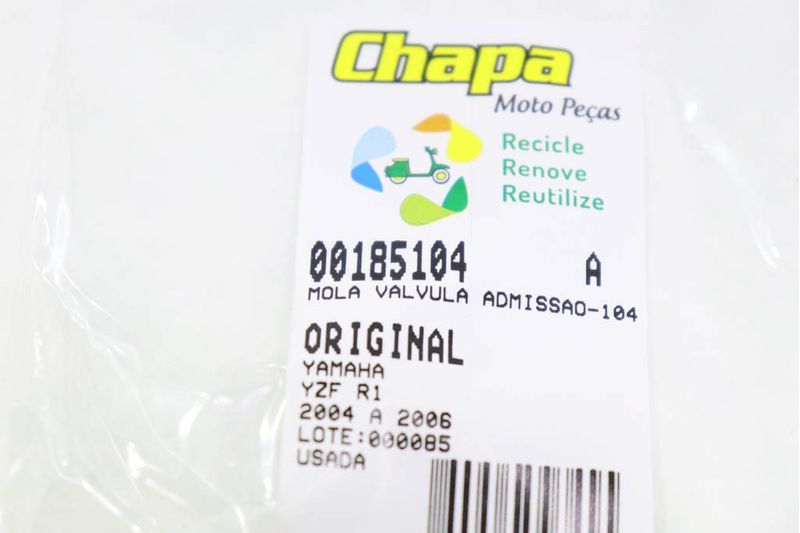 Chapa
Moto Peças
Recicle
Renove
Reutilize
00185104 A
MOLA VALVULA ADMISSAO-104
ORIGINAL
YAMAHA
YZF R1
2004 A 2006
LOTE:000085
USADA